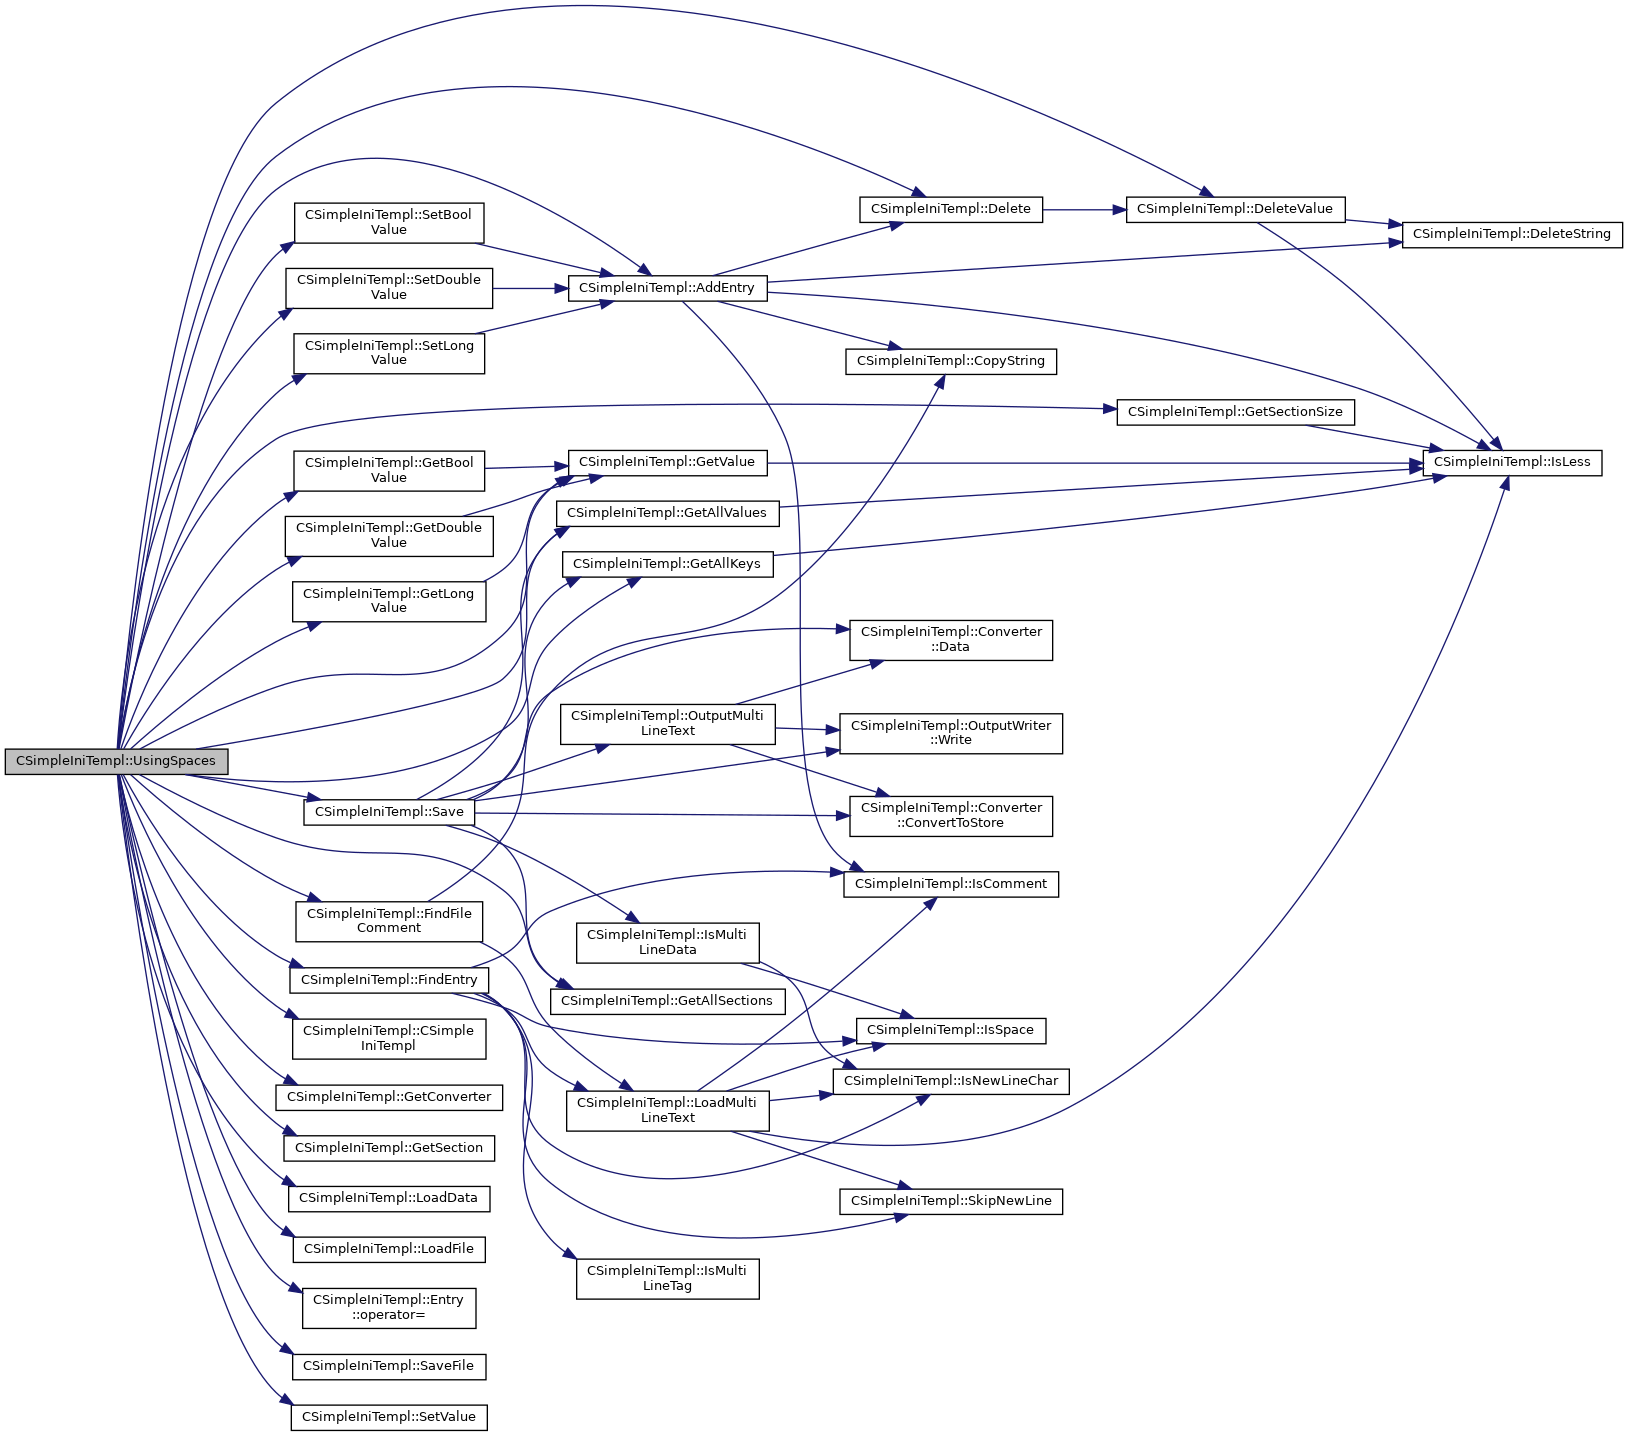 CSimpleIniTempl::UsingSpaces
CSimpleIniTempl::SetBool
Value
CSimpleIniTempl::SetDouble
Value
CSimpleIniTempl::SetLong
Value
CSimpleIniTempl::GetBool
Value
CSimpleIniTempl::GetDouble
Value
CSimpleIniTempl::GetLong
Value
CSimpleIniTempl::Save
CSimpleIniTempl::FindFile
Comment
CSimpleIniTempl::FindEntry
CSimpleIniTempl::CSimple
IniTempl
CSimpleIniTempl::GetConverter
CSimpleIniTempl::GetSection
CSimpleIniTempl::LoadData
CSimpleIniTempl::LoadFile
CSimpleIniTempl::Entry
::operator=
CSimpleIniTempl::SaveFile
CSimpleIniTempl::SetValue
CSimpleIniTempl::AddEntry
CSimpleIniTempl::GetValue
CSimpleIniTempl::GetAllValues
CSimpleIniTempl::GetAllKeys
CSimpleIniTempl::OutputMulti
LineText
CSimpleIniTempl::IsMulti
LineData
CSimpleIniTempl::GetAllSections
CSimpleIniTempl::LoadMulti
LineText
CSimpleIniTempl::IsMulti
LineTag
CSimpleIniTempl::Delete
CSimpleIniTempl::CopyString
CSimpleIniTempl::Converter
::Data
CSimpleIniTempl::OutputWriter
::Write
CSimpleIniTempl::Converter
::ConvertToStore
CSimpleIniTempl::IsComment
CSimpleIniTempl::IsSpace
CSimpleIniTempl::IsNewLineChar
CSimpleIniTempl::SkipNewLine
CSimpleIniTempl::DeleteValue
CSimpleIniTempl::GetSectionSize
CSimpleIniTempl::DeleteString
CSimpleIniTempl::IsLess